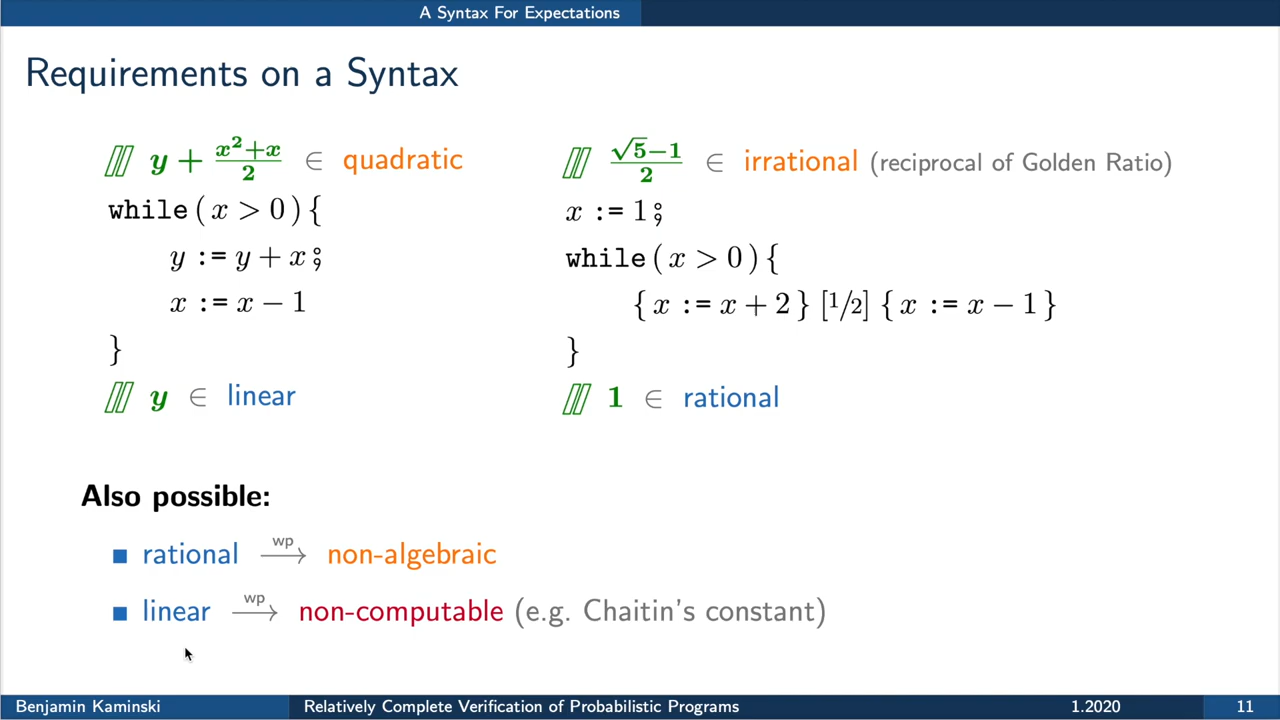 A Syntax For Expectations
Requirements on a Syntax
/// y + (x² + x)/2 ∈ quadratic
while ( x > 0 ) {
y := y + x ;
x := x − 1
}
/// y ∈ linear
/// (√5−1)/2 ∈ irrational (reciprocal of Golden Ratio)
x := 1 ;
while ( x > 0 ) {
{ x := x + 2 } [1/2] { x := x − 1 }
}
/// 1 ∈ rational
Also possible:
■ rational —wp→ non-algebraic
■ linear —wp→ non-computable (e.g. Chaitin's constant)
Benjamin Kaminski Relatively Complete Verification of Probabilistic Programs 1.2020 11